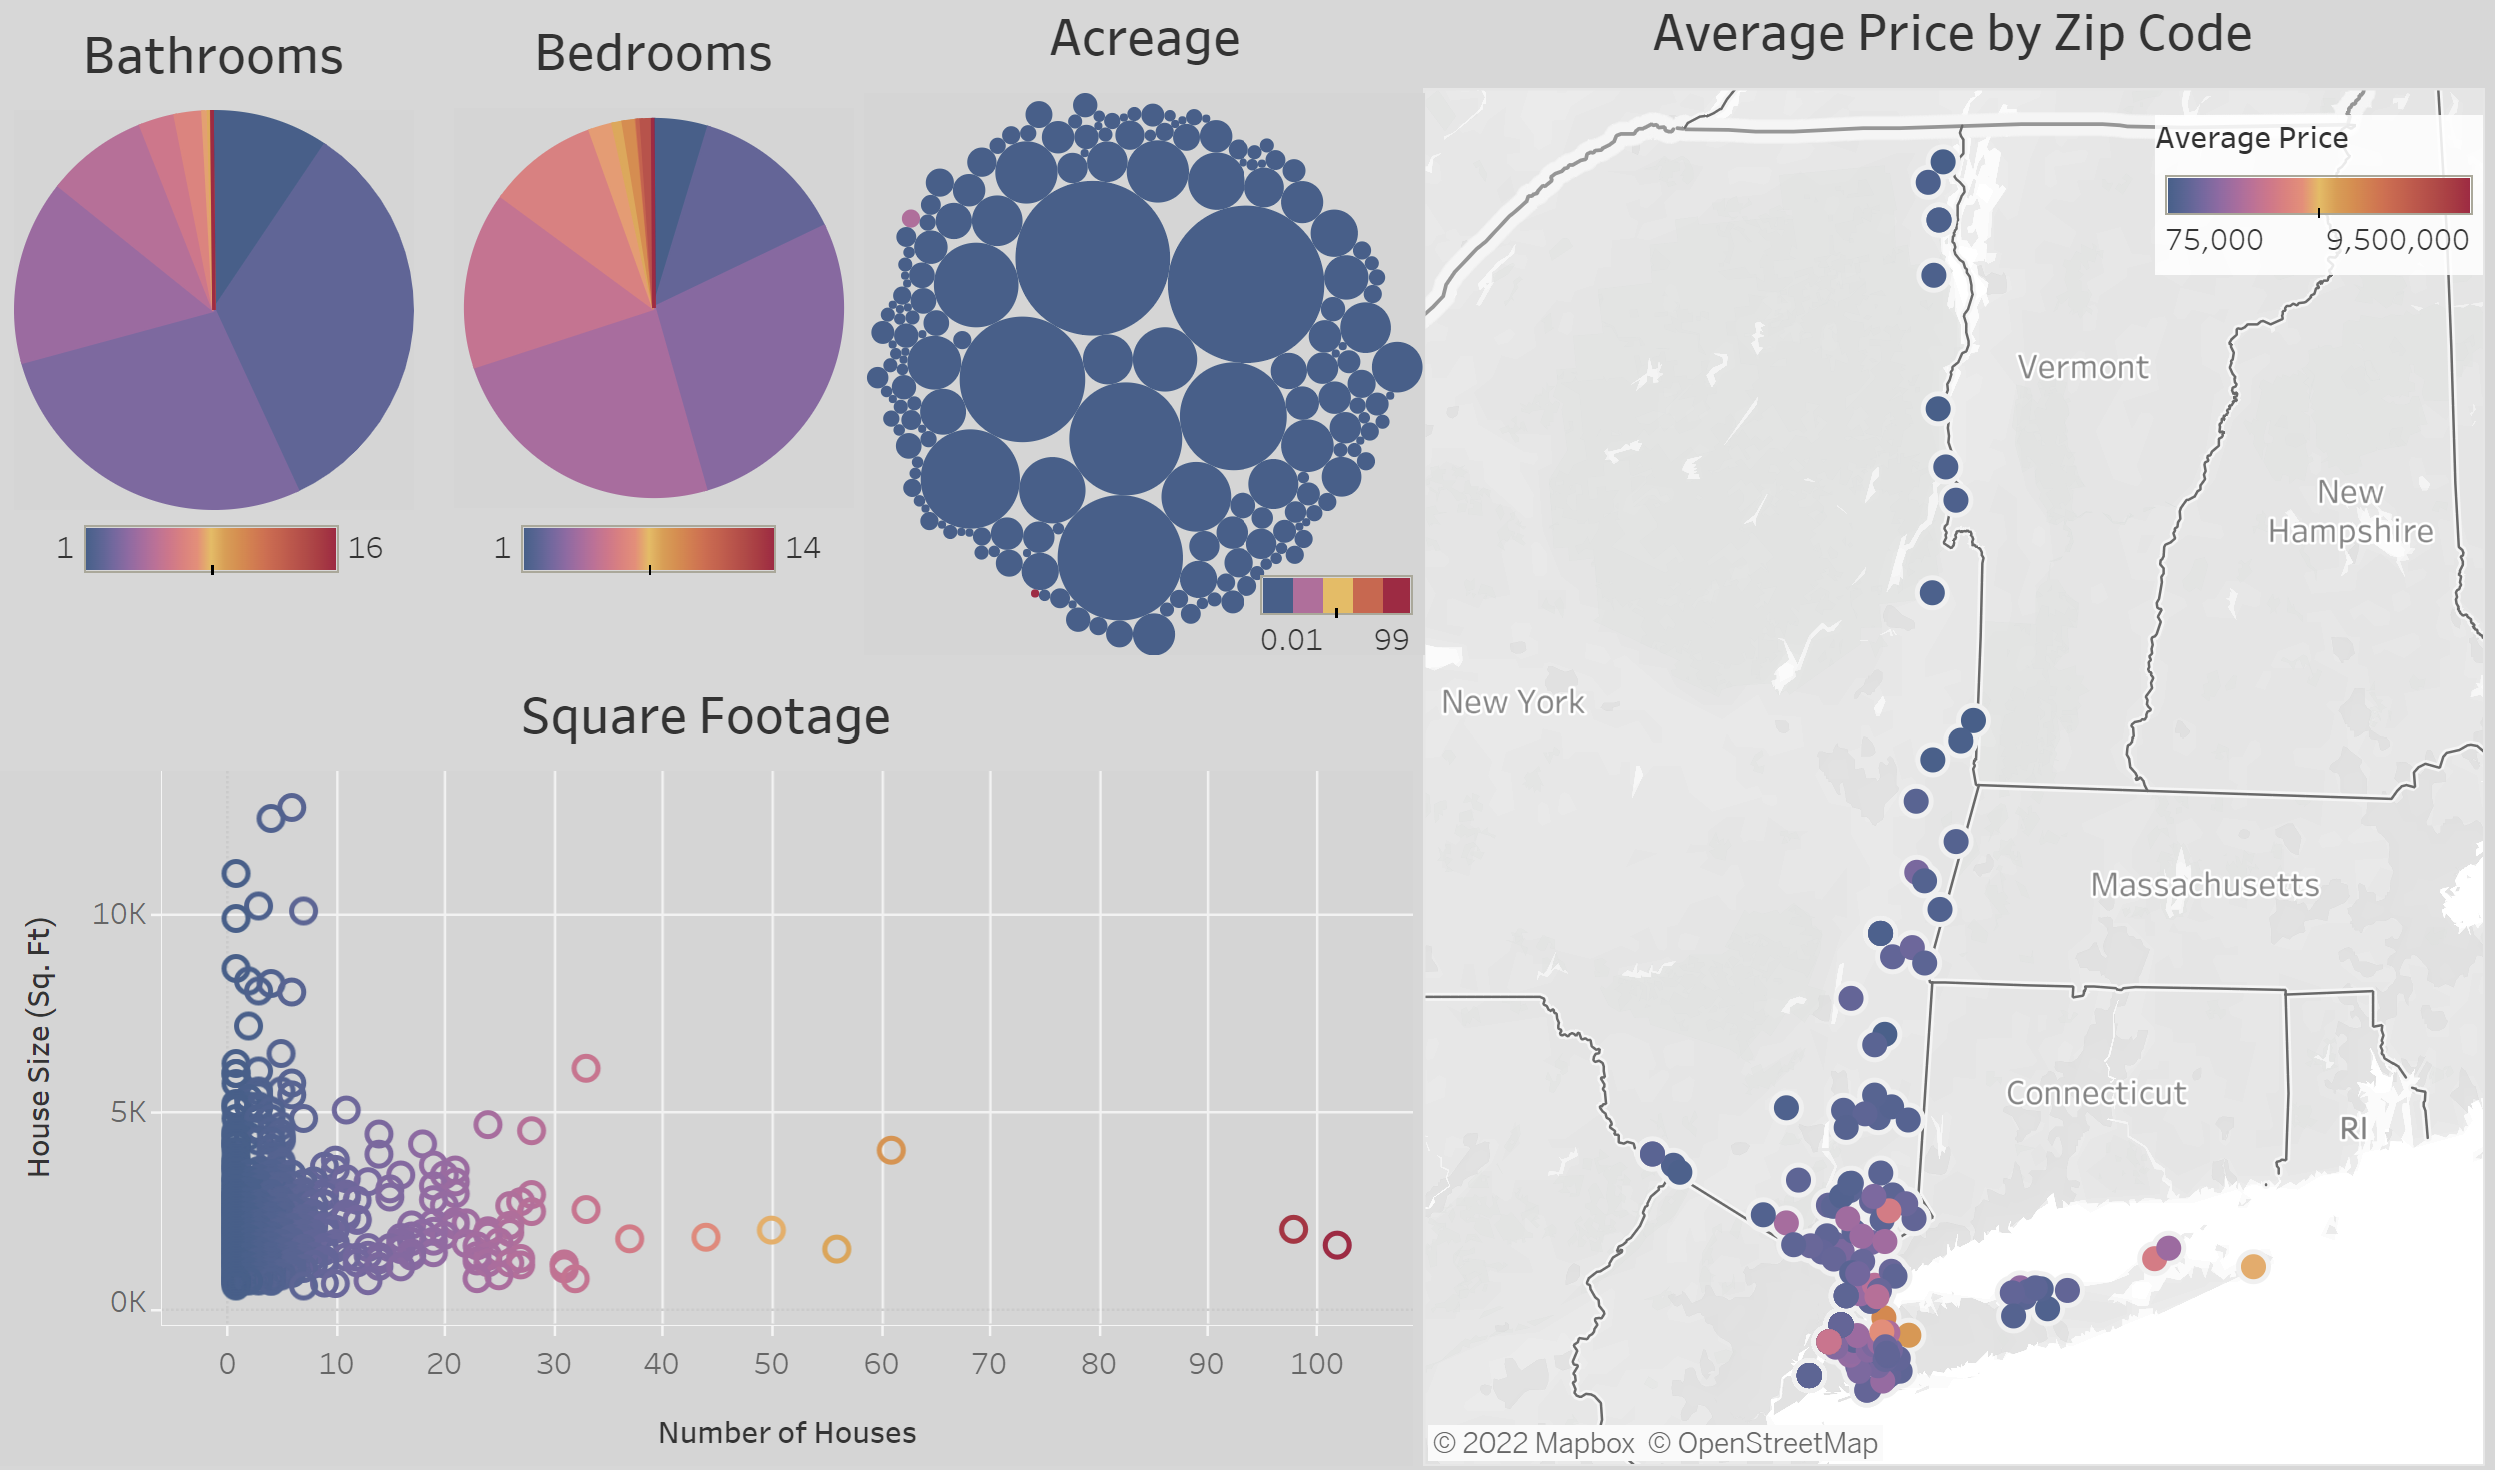 Bathrooms
1
16
Bedrooms
1
14
Acreage
0.01
99
Average Price by Zip Code
Average Price
75,000
9,500,000
Vermont
New
Hampshire
New York
Massachusetts
Connecticut
RI
© 2022 Mapbox © OpenStreetMap
Square Footage
House Size (Sq. Ft)
10K
5K
0K
0 10 20 30 40 50 60 70 80 90 100
Number of Houses